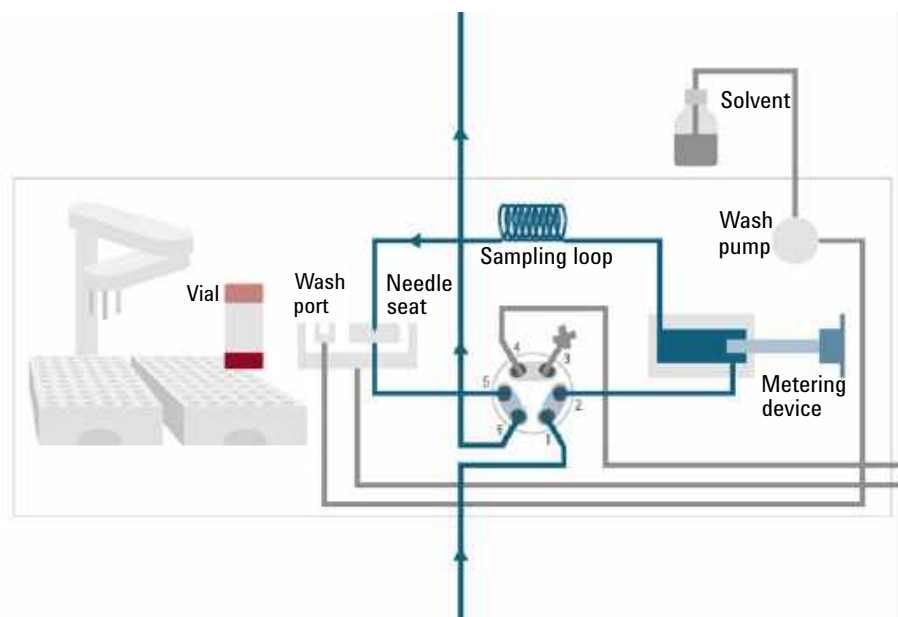 Solvent
Wash
pump
Sampling loop
Vial
Wash
port
Needle
seat
4
3
5
2
6
1
Metering
device